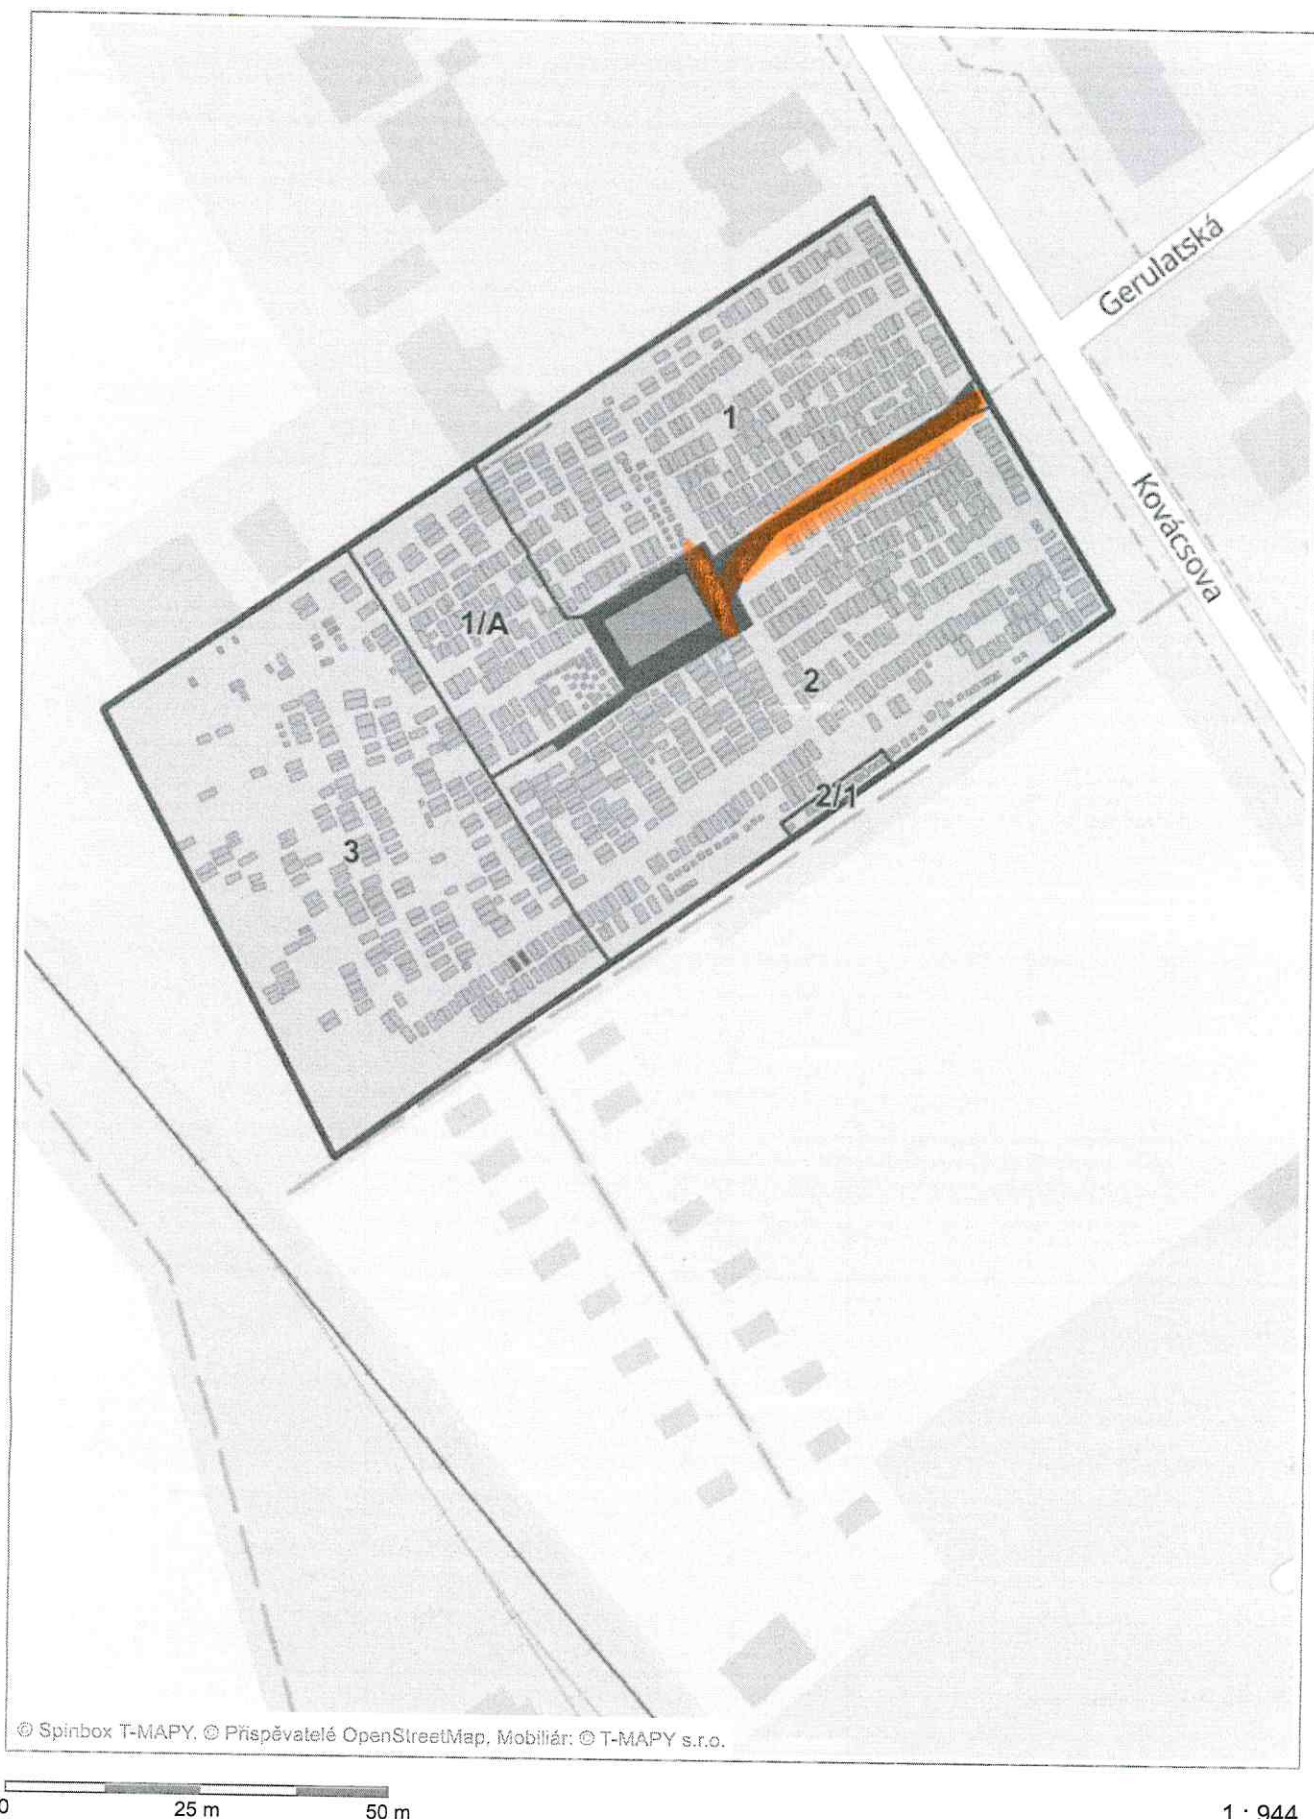 Gerulatská
1
Kovácsova
1/A
2
2/1
3
© Spinbox T-MAPY, © Přispěvatelé OpenStreetMap, Mobiliár: © T-MAPY s.r.o.
0 25 m 50 m
1 : 944